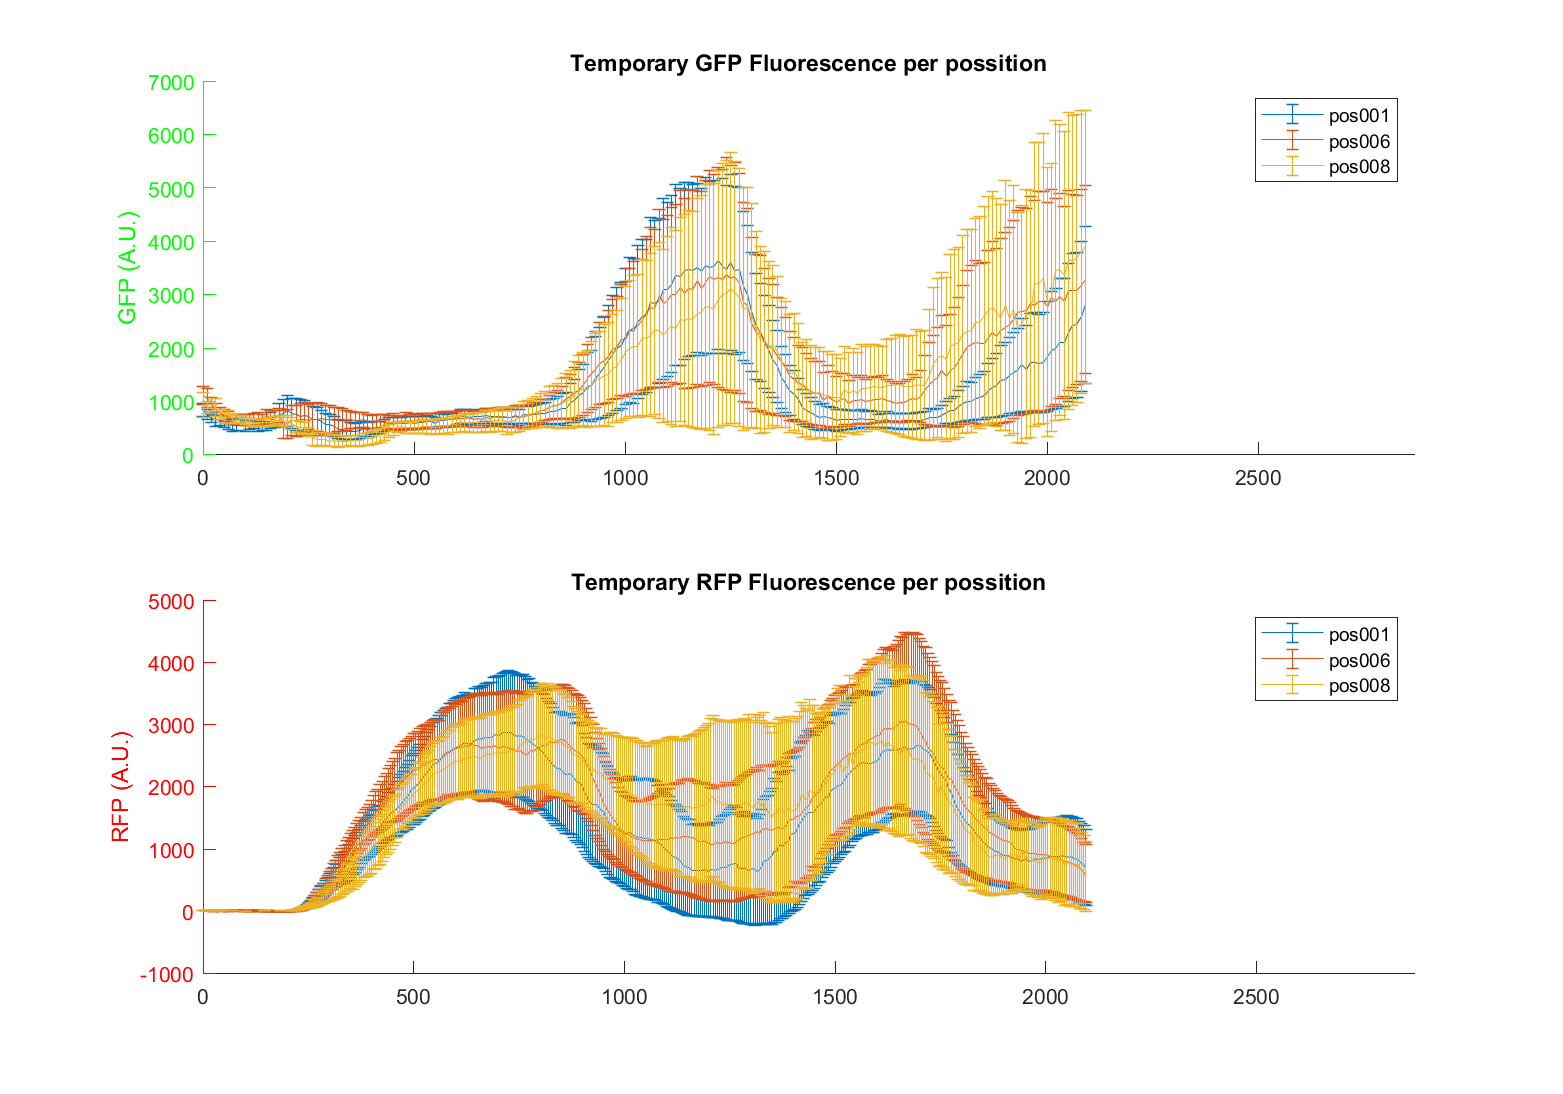 Temporary GFP Fluorescence per possition
7000
6000
5000
4000
3000
2000
1000
0
GFP (A.U.)
0 500 1000 1500 2000 2500
pos001
pos006
pos008
Temporary RFP Fluorescence per possition
5000
4000
3000
2000
1000
0
-1000
RFP (A.U.)
0 500 1000 1500 2000 2500
pos001
pos006
pos008